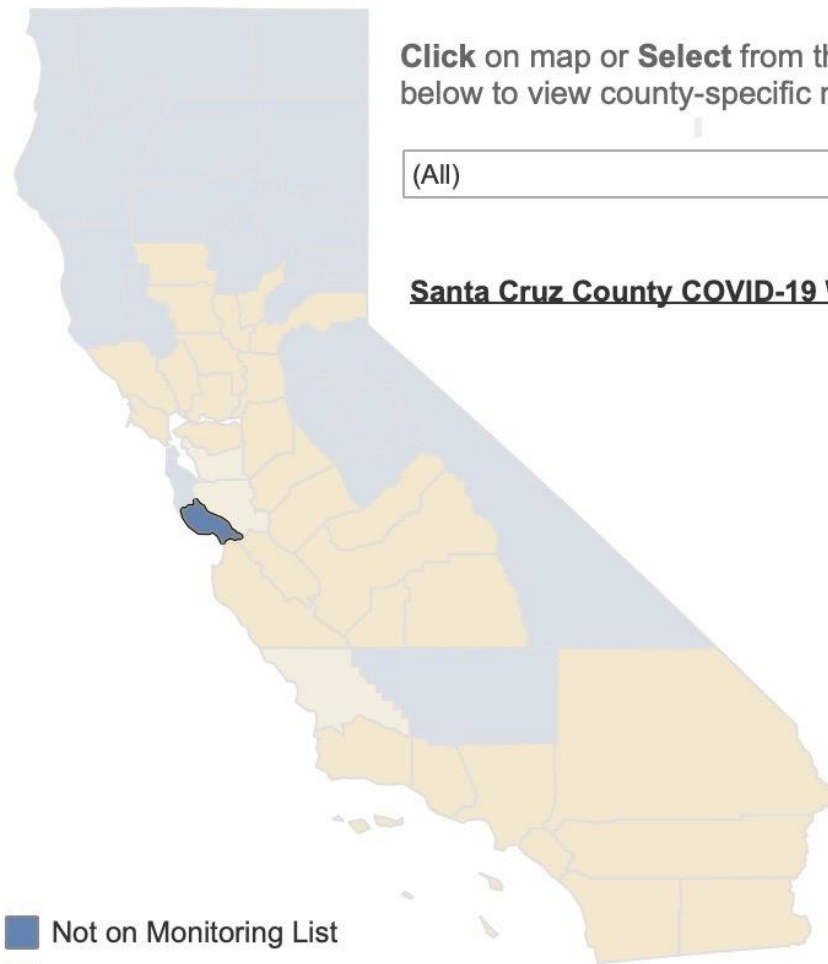 Click on map or Select from th
below to view county-specific r
(All)
Santa Cruz County COVID-19
Not on Monitoring List